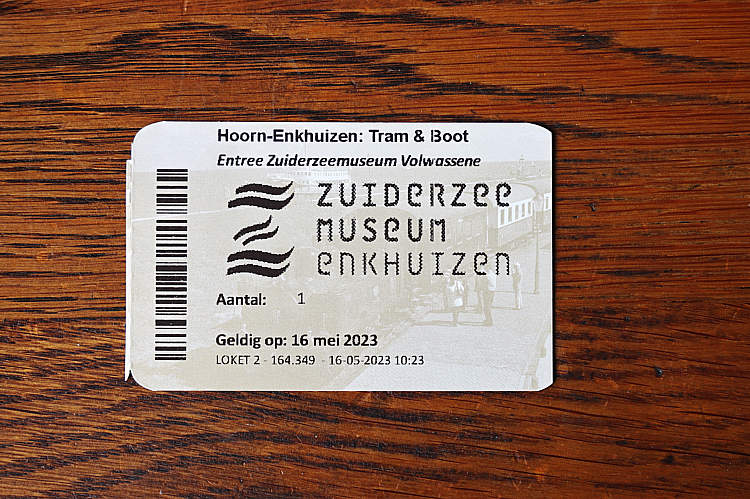 Hoorn-Enkhuizen: Tram & Boot
Entree Zuiderzeemuseum Volwassene
ZUIDERZEE
MUSEUM
ENKHUIZEN
Aantal: 1
Geldig op: 16 mei 2023
LOKET 2 - 164.349 - 16-05-2023 10:23